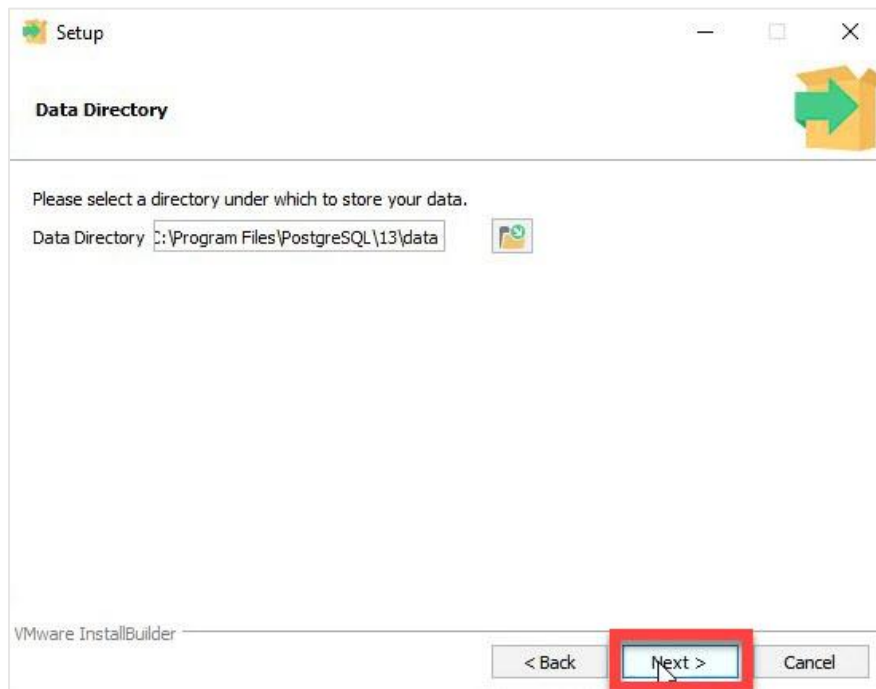 Setup
Data Directory
Please select a directory under which to store your data.
Data Directory :\Program Files\PostgreSQL\13\data
VMware InstallBuilder
< Back Next > Cancel